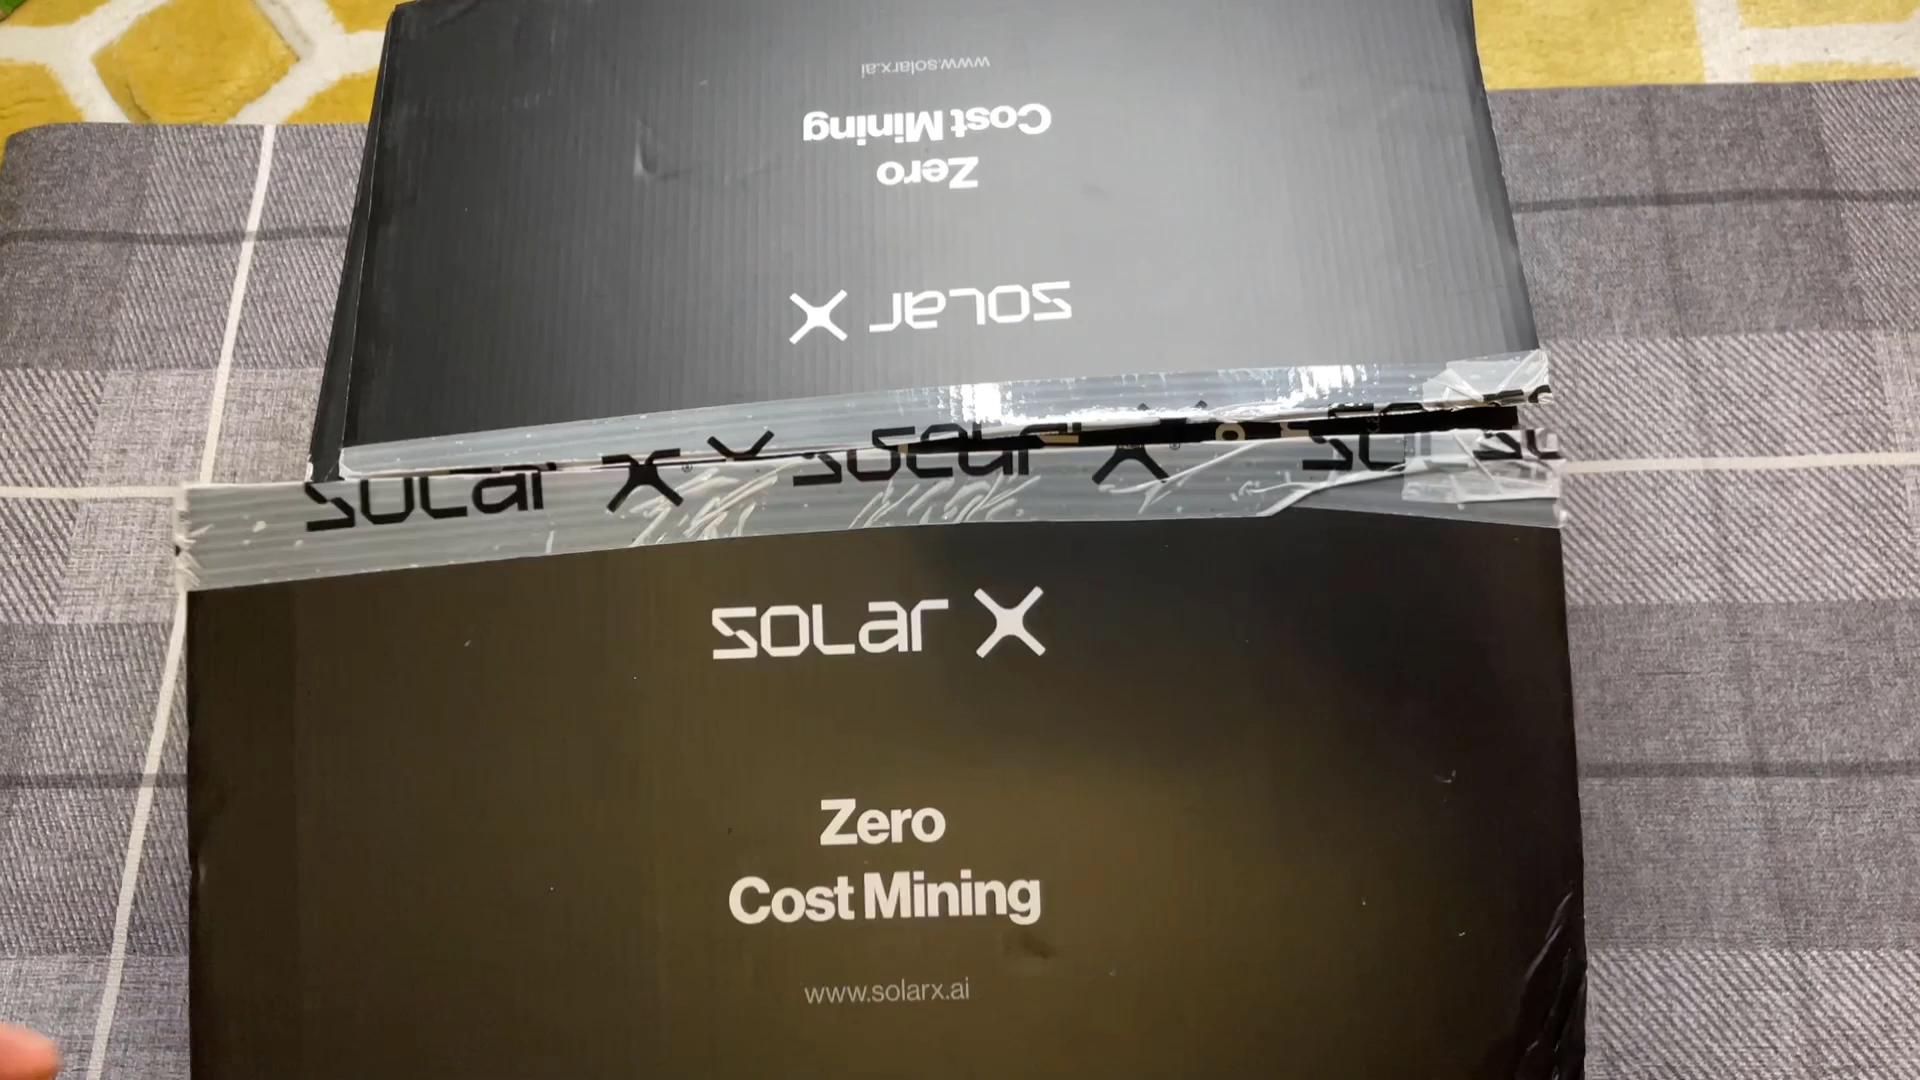 www.solarx.ai
Cost Mining
Zero
SOLAR X
SOLAR X SOLAR X
SOLAR X
Zero
Cost Mining
www.solarx.ai